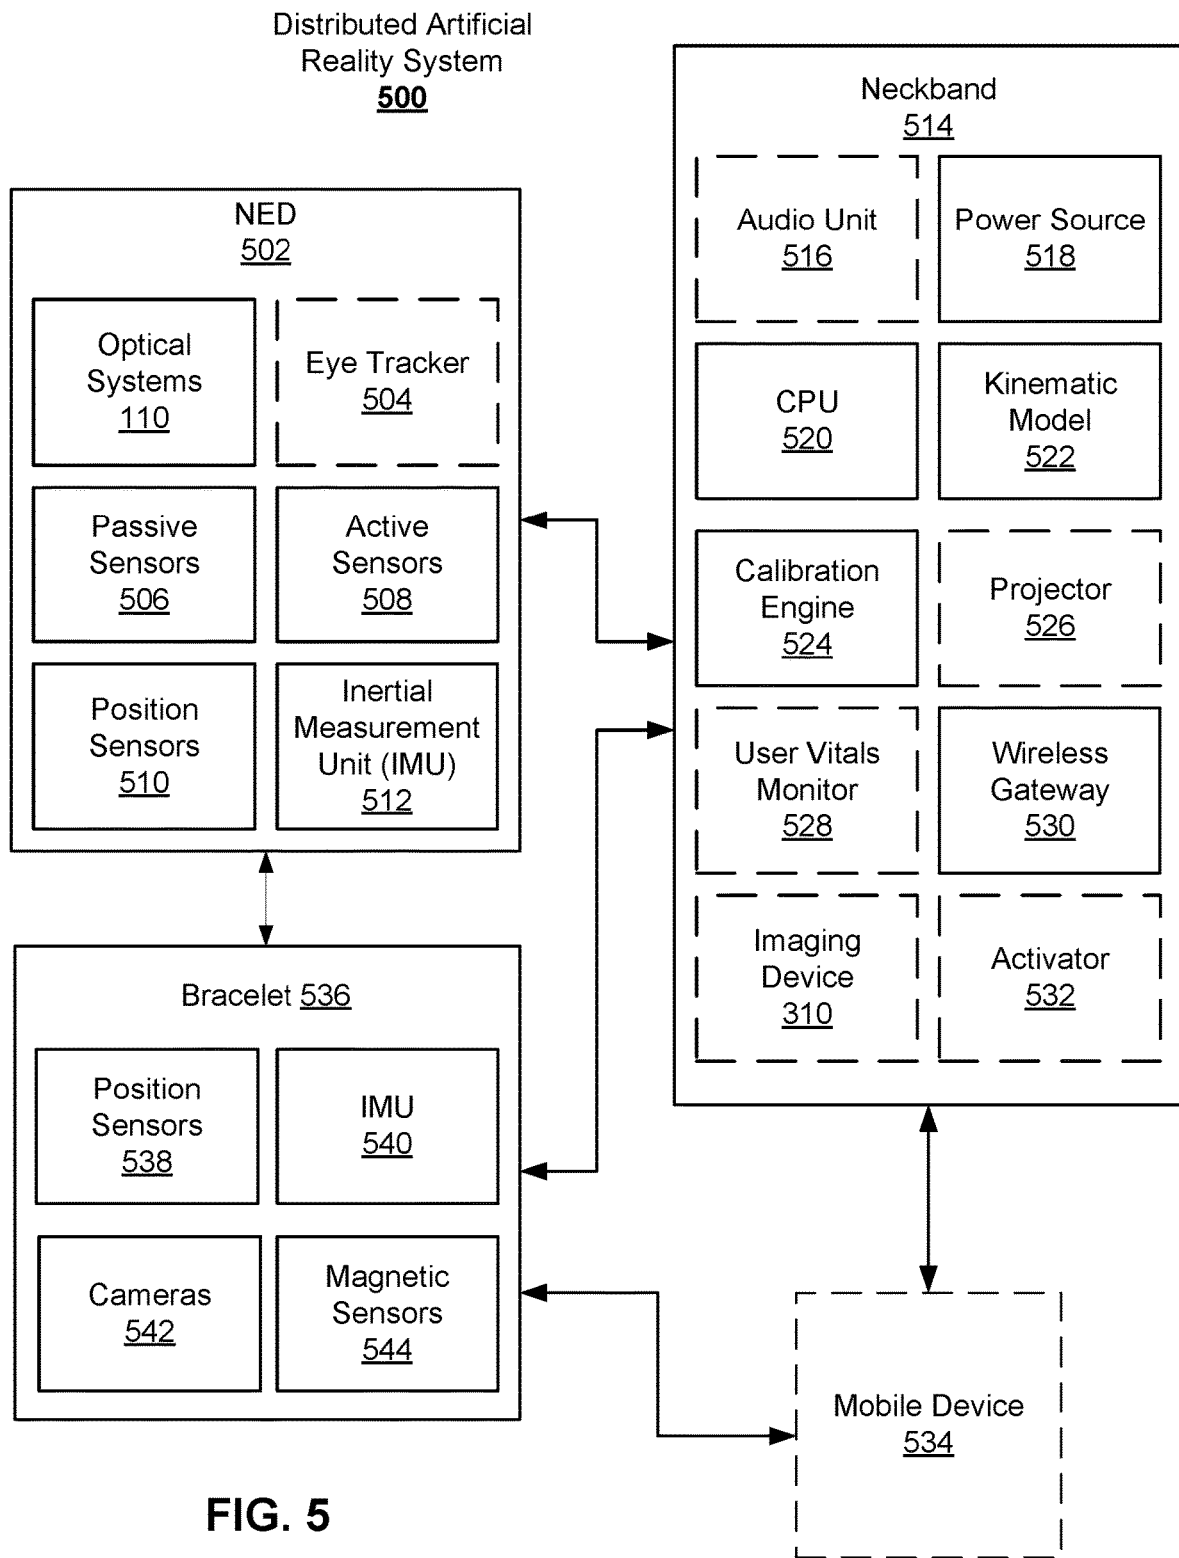 Distributed Artificial
Reality System
500
NED
502
Optical
Systems
110
Eye Tracker
504
Passive
Sensors
506
Active
Sensors
508
Position
Sensors
510
Inertial
Measurement
Unit (IMU)
512
Neckband
514
Audio Unit
516
Power Source
518
CPU
520
Kinematic
Model
522
Calibration
Engine
524
Projector
526
User Vitals
Monitor
528
Wireless
Gateway
530
Imaging
Device
310
Activator
532
Bracelet 536
Position
Sensors
538
IMU
540
Cameras
542
Magnetic
Sensors
544
Mobile Device
534
FIG. 5